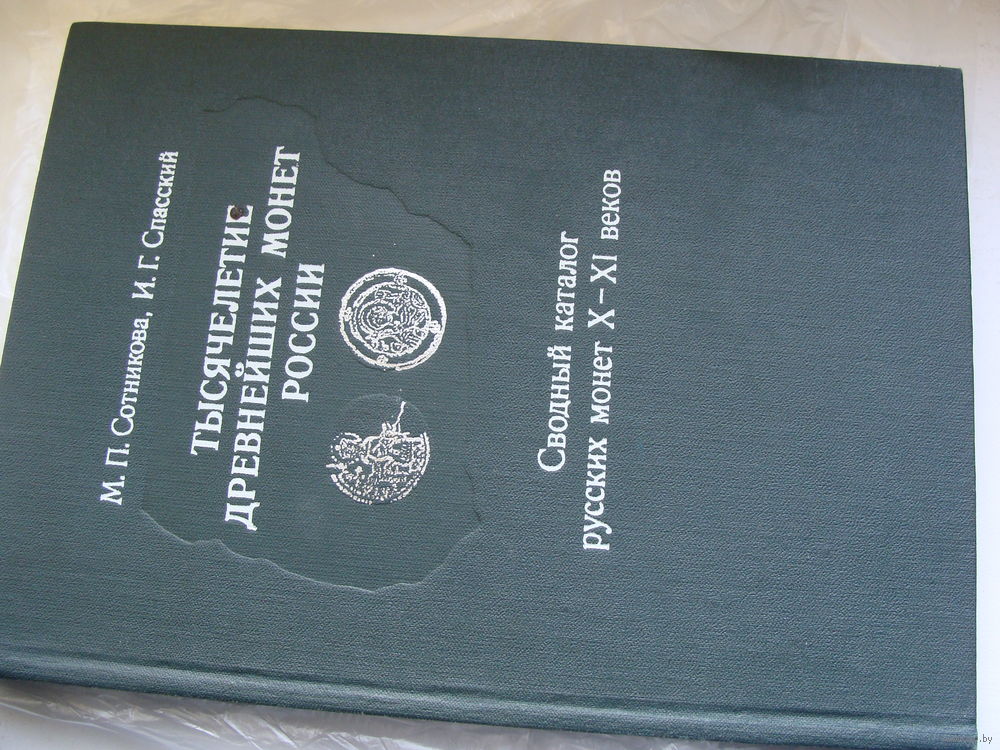 М. П. Сотникова, И. Г. Спасский
ТЫСЯЧЕЛЕТИЕ
ДРЕВНЕЙШИХ МОНЕТ
РОССИИ
Сводный каталог
русских монет X – XI веков